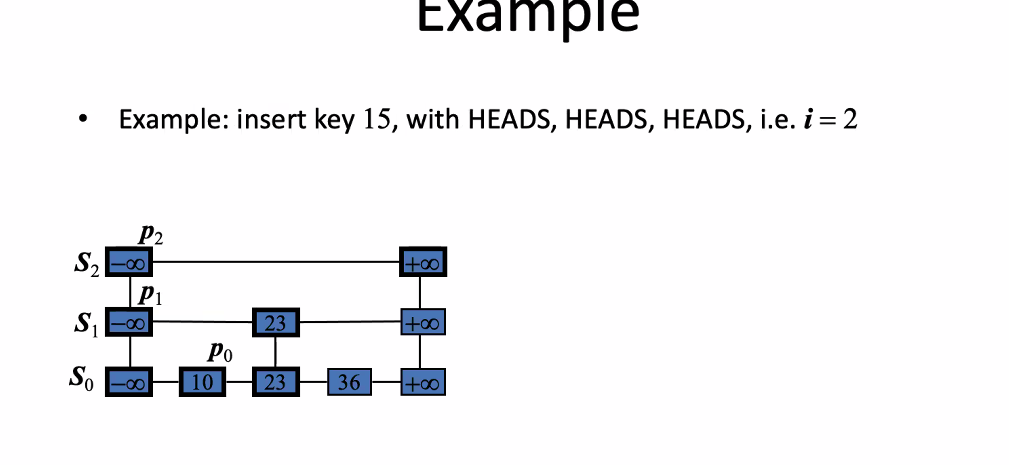 Example
• Example: insert key 15, with HEADS, HEADS, HEADS, i.e. i = 2
p2
S2 −∞ +∞
p1
S1 −∞ 23 +∞
p0
S0 −∞ 10 23 36 +∞